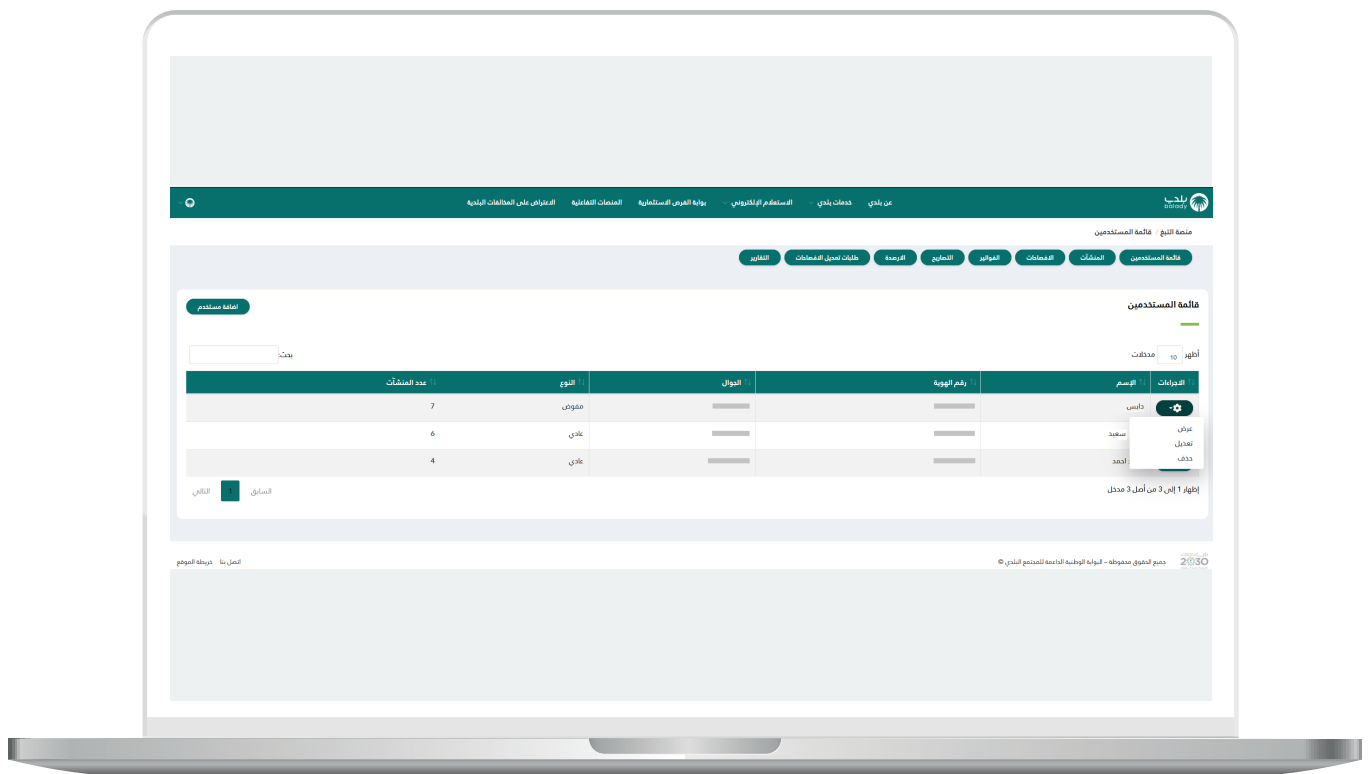 بلدي
balady
عن بلدي
خدمات بلدي
الاستعلام الإلكتروني
بوابة الفرص الاستثمارية
المنصات التفاعلية
الاعتراض على المخالفات البلدية
منصة التبغ / قائمة المستخدمين
قائمة المستخدمين
المنشآت
الافصاحات
الفواتير
التصاريح
الارصدة
طلبات تعديل الافصاحات
التقارير
قائمة المستخدمين
اضافة مستخدم
أظهر 10 مدخلات
بحث:
الاجراءات الإسم رقم الهوية الجوال النوع عدد المنشآت
دابس مفوض 7
سعيد عادي 6
احمد عادي 4
عرض
تعديل
حذف
إظهار 1 إلى 3 من أصل 3 مدخل
السابق 1 التالي
2030
جميع الحقوق محفوظة – البوابة الوطنية الداعمة للمجتمع البلدي ©
اتصل بنا خريطة الموقع